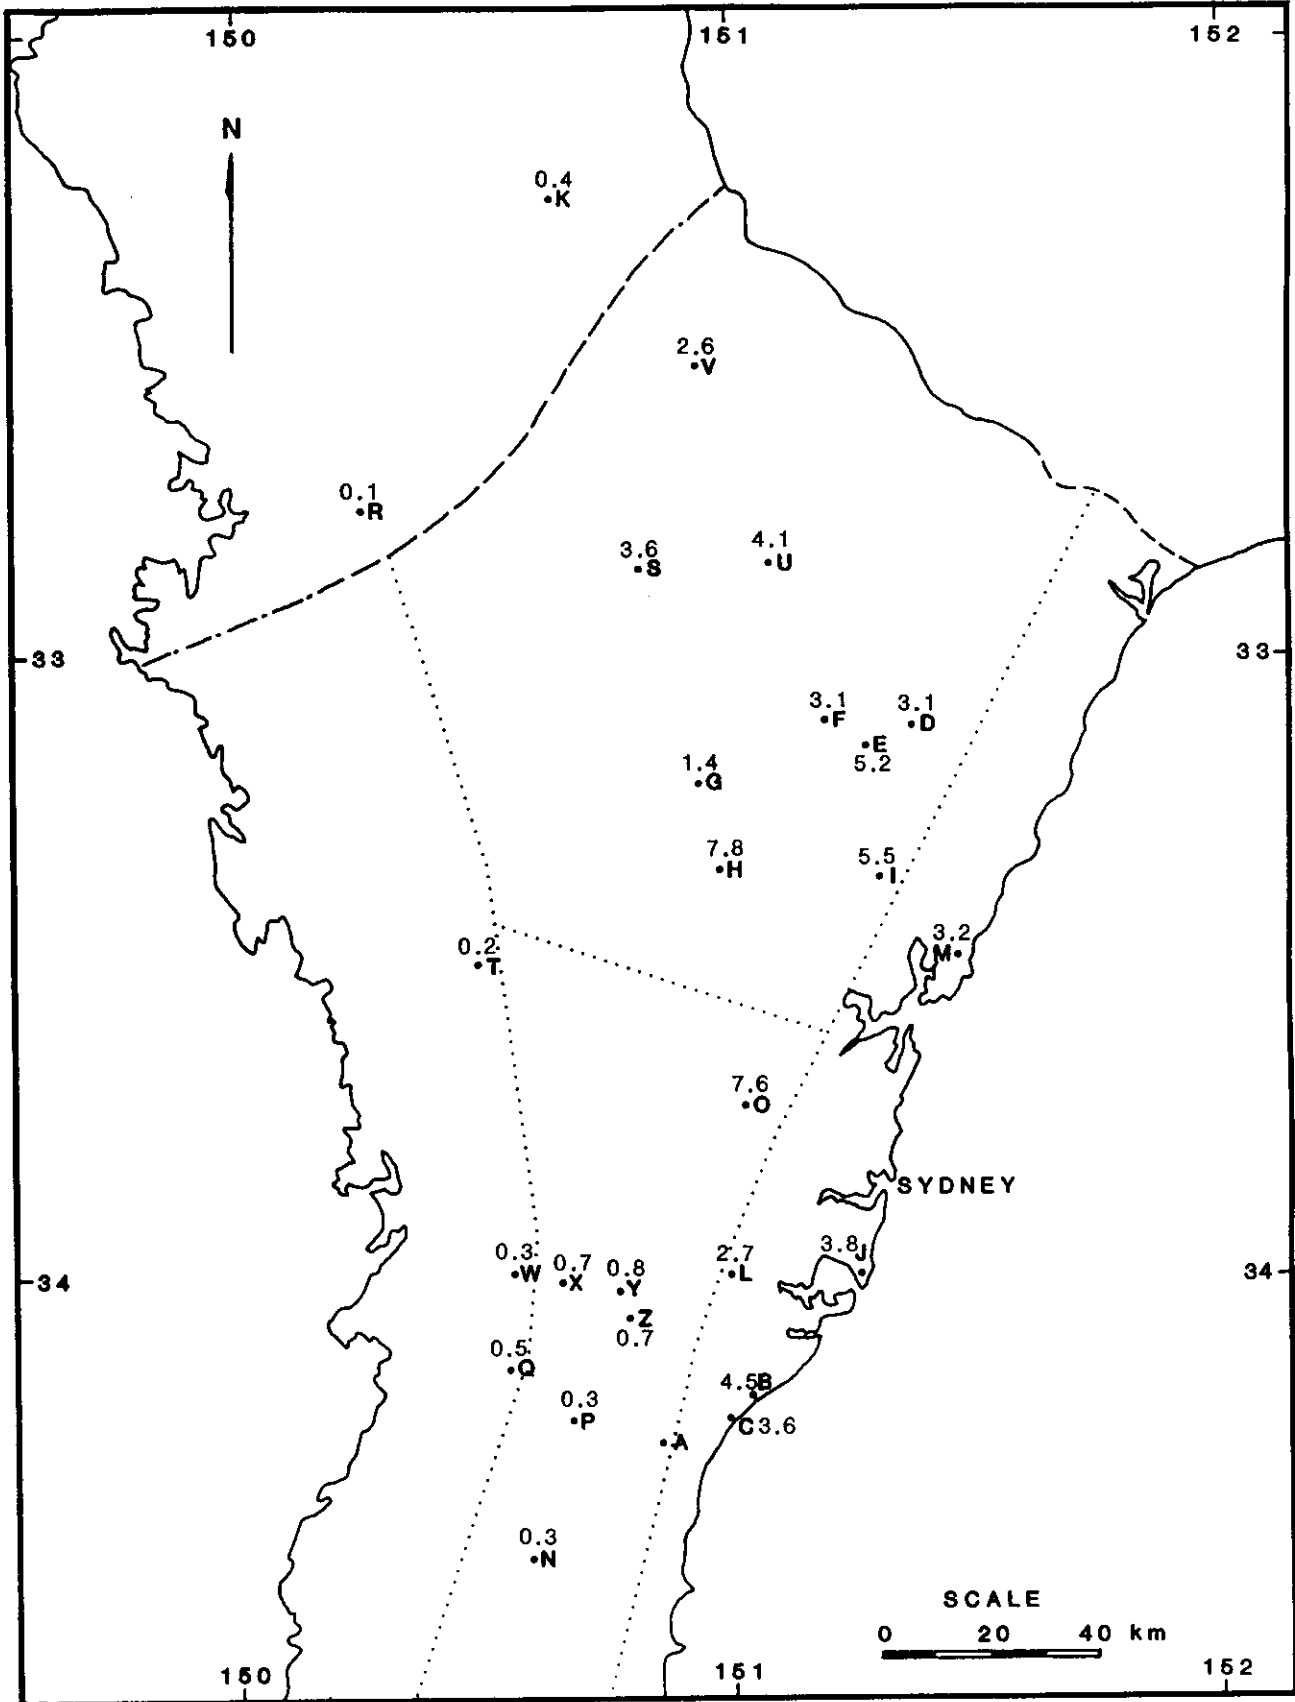 150 151 152
N
0.4
K
2.6
V
0.1
R
3.6
S
4.1
U
33 33
3.1
F
3.1
D
E
5.2
1.4
G
7.8
H
5.5
I
3.2
M
0.2
T
7.6
O
SYDNEY
0.3
W
0.7
X
0.8
Y
Z
0.7
2.7
L
3.8
J
34 34
0.5
Q
0.3
P
4.5 B
C 3.6
A
0.3
N
SCALE
0 20 40 km
150 151 152